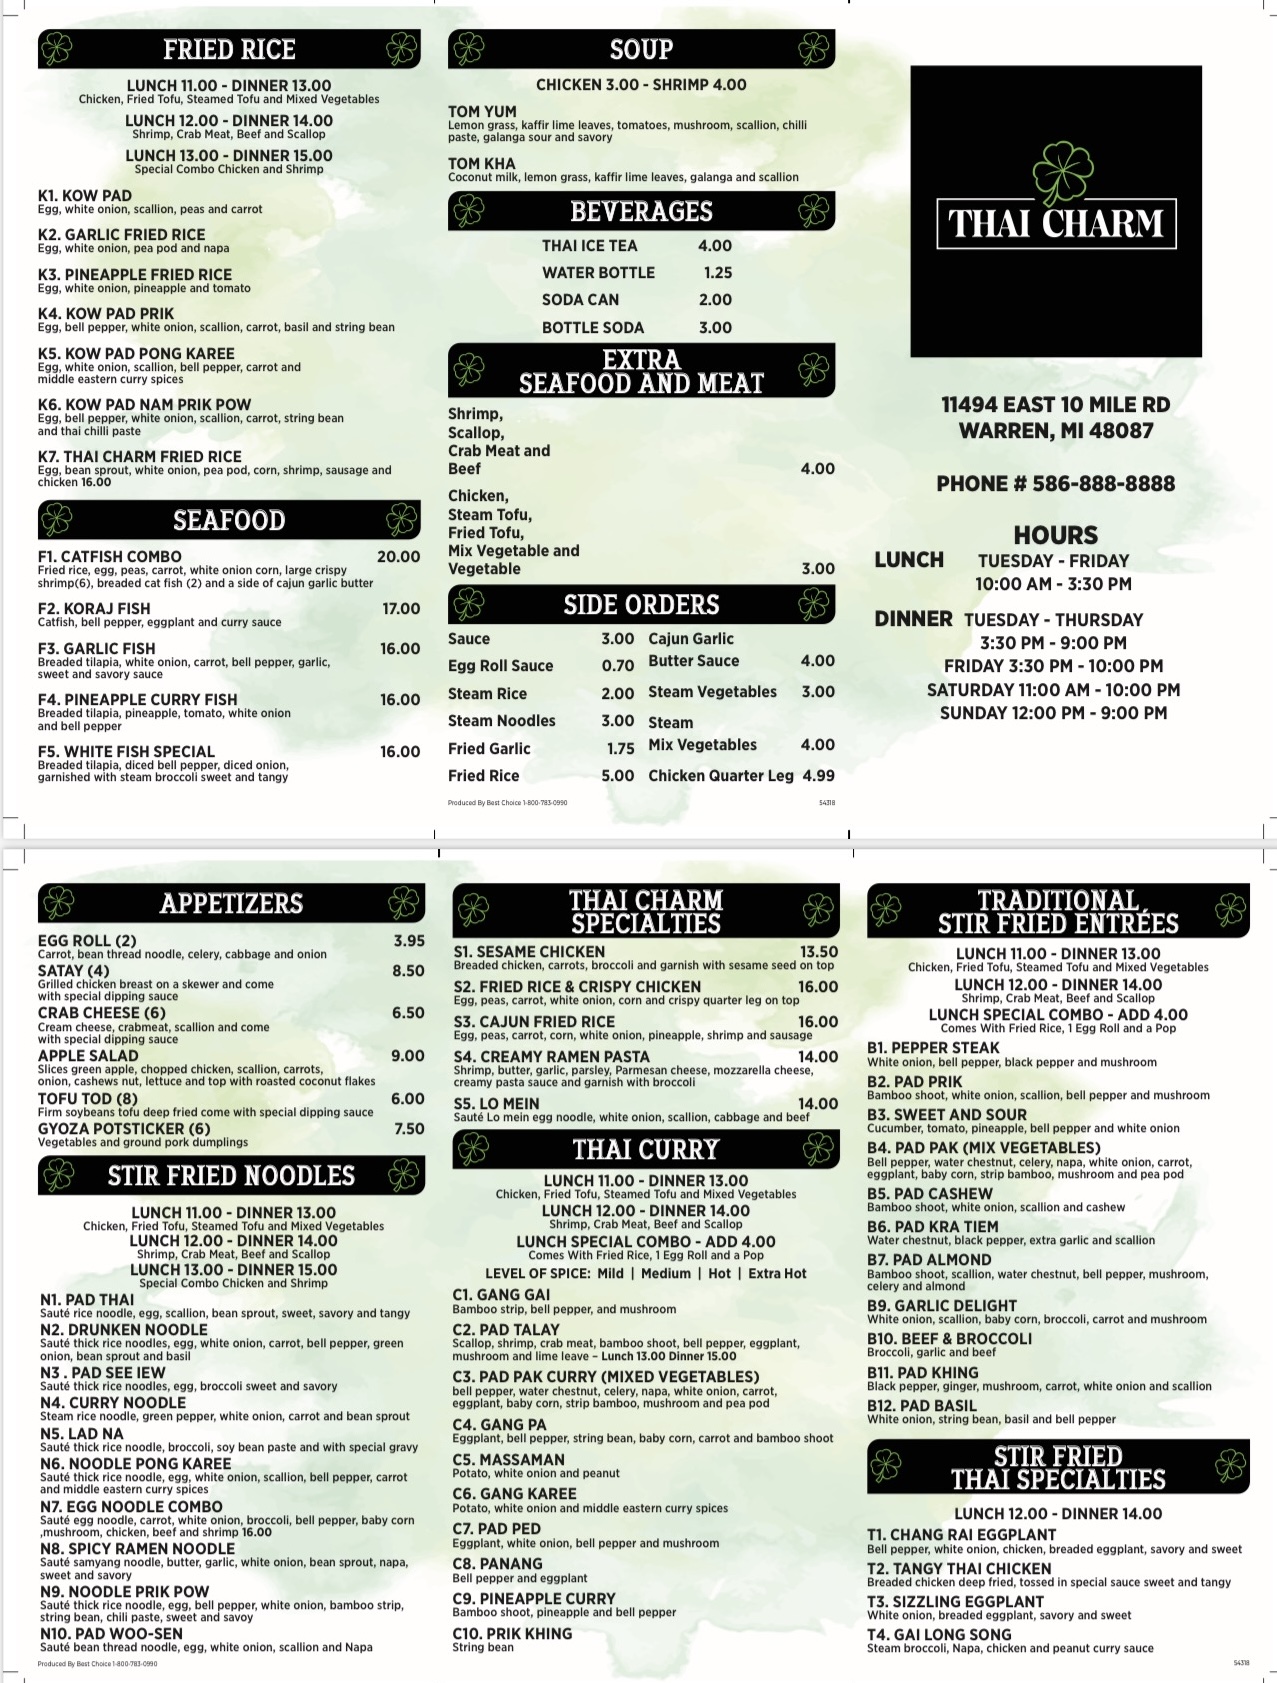 FRIED RICE
LUNCH 11.00 - DINNER 13.00
Chicken, Fried Tofu, Steamed Tofu and Mixed Vegetables
LUNCH 12.00 - DINNER 14.00
Shrimp, Crab Meat, Beef and Scallop
LUNCH 13.00 - DINNER 15.00
Special Combo Chicken and Shrimp
K1. KOW PAD
Egg, white onion, scallion, peas and carrot
K2. GARLIC FRIED RICE
Egg, white onion, pea pod and napa
K3. PINEAPPLE FRIED RICE
Egg, white onion, pineapple and tomato
K4. KOW PAD PRIK
Egg, bell pepper, white onion, scallion, carrot, basil and string bean
K5. KOW PAD PONG KAREE
Egg, white onion, scallion, bell pepper, carrot and
middle eastern curry spices
K6. KOW PAD NAM PRIK POW
Egg, bell pepper, white onion, scallion, carrot, string bean
and thai chilli paste
K7. THAI CHARM FRIED RICE
Egg, bean sprout, white onion, pea pod, corn, shrimp, sausage and
chicken 16.00
SEAFOOD
F1. CATFISH COMBO 20.00
Fried rice, egg, peas, carrot, white onion corn, large crispy
shrimp(6), breaded cat fish (2) and a side of cajun garlic butter
F2. KORAJ FISH 17.00
Catfish, bell pepper, eggplant and curry sauce
F3. GARLIC FISH 16.00
Breaded tilapia, white onion, carrot, bell pepper, garlic,
sweet and savory sauce
F4. PINEAPPLE CURRY FISH 16.00
Breaded tilapia, pineapple, tomato, white onion
and bell pepper
F5. WHITE FISH SPECIAL 16.00
Breaded tilapia, diced bell pepper, diced onion,
garnished with steam broccoli sweet and tangy
SOUP
CHICKEN 3.00 - SHRIMP 4.00
TOM YUM
Lemon grass, kaffir lime leaves, tomatoes, mushroom, scallion, chilli
paste, galanga sour and savory
TOM KHA
Coconut milk, lemon grass, kaffir lime leaves, galanga and scallion
BEVERAGES
THAI ICE TEA 4.00
WATER BOTTLE 1.25
SODA CAN 2.00
BOTTLE SODA 3.00
EXTRA
SEAFOOD AND MEAT
Shrimp,
Scallop,
Crab Meat and
Beef 4.00
Chicken,
Steam Tofu,
Fried Tofu,
Mix Vegetable and
Vegetable 3.00
SIDE ORDERS
Sauce 3.00
Egg Roll Sauce 0.70
Steam Rice 2.00
Steam Noodles 3.00
Fried Garlic 1.75
Fried Rice 5.00
Cajun Garlic
Butter Sauce 4.00
Steam Vegetables 3.00
Steam
Mix Vegetables 4.00
Chicken Quarter Leg 4.99
Produced By Best Choice 1-800-783-0990 54318
THAI CHARM
11494 EAST 10 MILE RD
WARREN, MI 48087
PHONE # 586-888-8888
HOURS
LUNCH TUESDAY - FRIDAY
10:00 AM - 3:30 PM
DINNER TUESDAY - THURSDAY
3:30 PM - 9:00 PM
FRIDAY 3:30 PM - 10:00 PM
SATURDAY 11:00 AM - 10:00 PM
SUNDAY 12:00 PM - 9:00 PM
APPETIZERS
EGG ROLL (2) 3.95
Carrot, bean thread noodle, celery, cabbage and onion
SATAY (4) 8.50
Grilled chicken breast on a skewer and come
with special dipping sauce
CRAB CHEESE (6) 6.50
Cream cheese, crabmeat, scallion and come
with special dipping sauce
APPLE SALAD 9.00
Slices green apple, chopped chicken, scallion, carrots,
onion, cashews nut, lettuce and top with roasted coconut flakes
TOFU TOD (8) 6.00
Firm soybeans tofu deep fried come with special dipping sauce
GYOZA POTSTICKER (6) 7.50
Vegetables and ground pork dumplings
STIR FRIED NOODLES
LUNCH 11.00 - DINNER 13.00
Chicken, Fried Tofu, Steamed Tofu and Mixed Vegetables
LUNCH 12.00 - DINNER 14.00
Shrimp, Crab Meat, Beef and Scallop
LUNCH 13.00 - DINNER 15.00
Special Combo Chicken and Shrimp
N1. PAD THAI
Sauté rice noodle, egg, scallion, bean sprout, sweet, savory and tangy
N2. DRUNKEN NOODLE
Sauté thick rice noodles, egg, white onion, carrot, bell pepper, green
onion, bean sprout and basil
N3 . PAD SEE IEW
Sauté thick rice noodles, egg, broccoli sweet and savory
N4. CURRY NOODLE
Steam rice noodle, green pepper, white onion, carrot and bean sprout
N5. LAD NA
Sauté thick rice noodle, broccoli, soy bean paste and with special gravy
N6. NOODLE PONG KAREE
Sauté thick rice noodle, egg, white onion, scallion, bell pepper, carrot
and middle eastern curry spices
N7. EGG NOODLE COMBO
Sauté egg noodle, carrot, white onion, broccoli, bell pepper, baby corn
,mushroom, chicken, beef and shrimp 16.00
N8. SPICY RAMEN NOODLE
Sauté samyang noodle, butter, garlic, white onion, bean sprout, napa,
sweet and savory
N9. NOODLE PRIK POW
Sauté thick rice noodle, egg, bell pepper, white onion, bamboo strip,
string bean, chili paste, sweet and savoy
N10. PAD WOO-SEN
Sauté bean thread noodle, egg, white onion, scallion and Napa
Produced By Best Choice 1-800-783-0990
THAI CHARM
SPECIALTIES
S1. SESAME CHICKEN 13.50
Breaded chicken, carrots, broccoli and garnish with sesame seed on top
S2. FRIED RICE & CRISPY CHICKEN 16.00
Egg, peas, carrot, white onion, corn and crispy quarter leg on top
S3. CAJUN FRIED RICE 16.00
Egg, peas, carrot, corn, white onion, pineapple, shrimp and sausage
S4. CREAMY RAMEN PASTA 14.00
Shrimp, butter, garlic, parsley, Parmesan cheese, mozzarella cheese,
creamy pasta sauce and garnish with broccoli
S5. LO MEIN 14.00
Sauté Lo mein egg noodle, white onion, scallion, cabbage and beef
THAI CURRY
LUNCH 11.00 - DINNER 13.00
Chicken, Fried Tofu, Steamed Tofu and Mixed Vegetables
LUNCH 12.00 - DINNER 14.00
Shrimp, Crab Meat, Beef and Scallop
LUNCH SPECIAL COMBO - ADD 4.00
Comes With Fried Rice, 1 Egg Roll and a Pop
LEVEL OF SPICE: Mild | Medium | Hot | Extra Hot
C1. GANG GAI
Bamboo strip, bell pepper, and mushroom
C2. PAD TALAY
Scallop, shrimp, crab meat, bamboo shoot, bell pepper, eggplant,
mushroom and lime leave – Lunch 13.00 Dinner 15.00
C3. PAD PAK CURRY (MIXED VEGETABLES)
bell pepper, water chestnut, celery, napa, white onion, carrot,
eggplant, baby corn, strip bamboo, mushroom and pea pod
C4. GANG PA
Eggplant, bell pepper, string bean, baby corn, carrot and bamboo shoot
C5. MASSAMAN
Potato, white onion and peanut
C6. GANG KAREE
Potato, white onion and middle eastern curry spices
C7. PAD PED
Eggplant, white onion, bell pepper and mushroom
C8. PANANG
Bell pepper and eggplant
C9. PINEAPPLE CURRY
Bamboo shoot, pineapple and bell pepper
C10. PRIK KHING
String bean
TRADITIONAL
STIR FRIED ENTRÉES
LUNCH 11.00 - DINNER 13.00
Chicken, Fried Tofu, Steamed Tofu and Mixed Vegetables
LUNCH 12.00 - DINNER 14.00
Shrimp, Crab Meat, Beef and Scallop
LUNCH SPECIAL COMBO - ADD 4.00
Comes With Fried Rice, 1 Egg Roll and a Pop
B1. PEPPER STEAK
White onion, bell pepper, black pepper and mushroom
B2. PAD PRIK
Bamboo shoot, white onion, scallion, bell pepper and mushroom
B3. SWEET AND SOUR
Cucumber, tomato, pineapple, bell pepper and white onion
B4. PAD PAK (MIX VEGETABLES)
Bell pepper, water chestnut, celery, napa, white onion, carrot,
eggplant, baby corn, strip bamboo, mushroom and pea pod
B5. PAD CASHEW
Bamboo shoot, white onion, scallion and cashew
B6. PAD KRA TIEM
Water chestnut, black pepper, extra garlic and scallion
B7. PAD ALMOND
Bamboo shoot, scallion, water chestnut, bell pepper, mushroom,
celery and almond
B9. GARLIC DELIGHT
White onion, scallion, baby corn, broccoli, carrot and mushroom
B10. BEEF & BROCCOLI
Broccoli, garlic and beef
B11. PAD KHING
Black pepper, ginger, mushroom, carrot, white onion and scallion
B12. PAD BASIL
White onion, string bean, basil and bell pepper
STIR FRIED
THAI SPECIALTIES
LUNCH 12.00 - DINNER 14.00
T1. CHANG RAI EGGPLANT
Bell pepper, white onion, chicken, breaded eggplant, savory and sweet
T2. TANGY THAI CHICKEN
Breaded chicken deep fried, tossed in special sauce sweet and tangy
T3. SIZZLING EGGPLANT
White onion, breaded eggplant, savory and sweet
T4. GAI LONG SONG
Steam broccoli, Napa, chicken and peanut curry sauce
54318